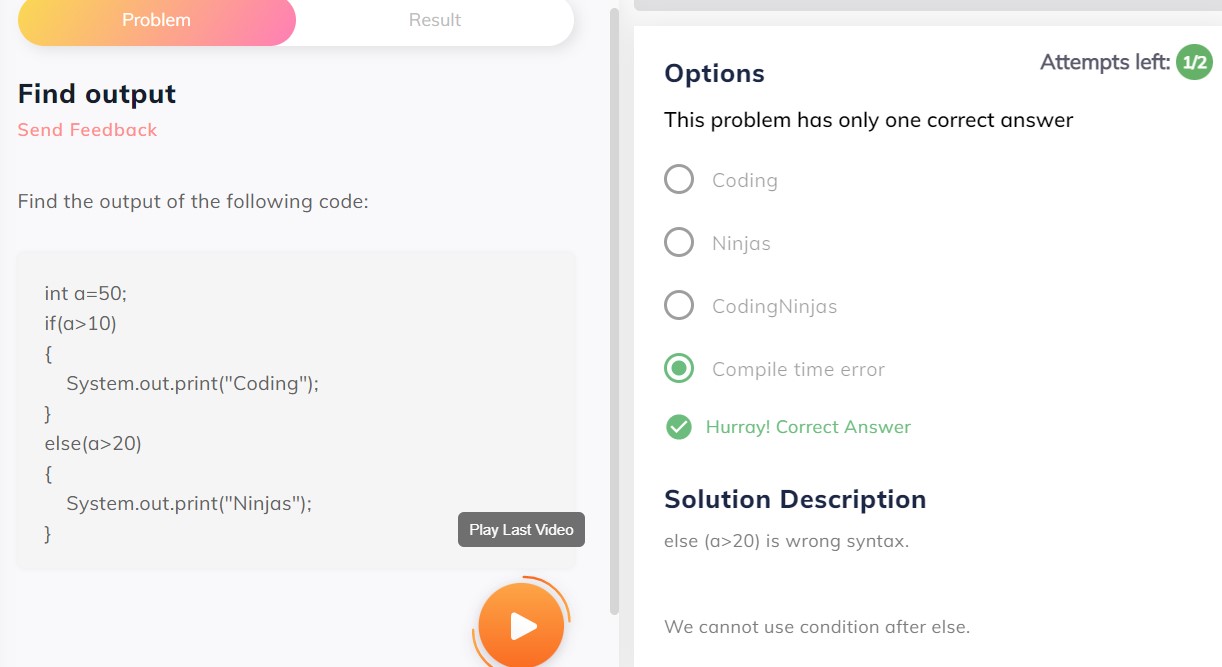 Problem
Result
Find output
Send Feedback
Find the output of the following code:
int a=50;
if(a>10)
{
System.out.print("Coding");
}
else(a>20)
{
System.out.print("Ninjas");
}
Play Last Video
Attempts left: 1/2
Options
This problem has only one correct answer
Coding
Ninjas
CodingNinjas
Compile time error
Hurray! Correct Answer
Solution Description
else (a>20) is wrong syntax.
We cannot use condition after else.